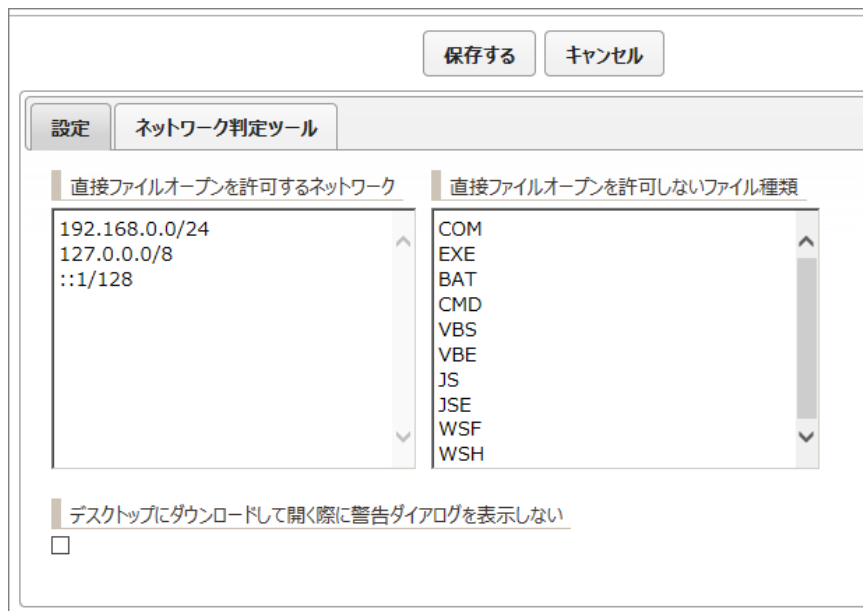 保存する
キャンセル
設定
ネットワーク判定ツール
直接ファイルオープンを許可するネットワーク
192.168.0.0/24
127.0.0.0/8
::1/128
直接ファイルオープンを許可しないファイル種類
COM
EXE
BAT
CMD
VBS
VBE
JS
JSE
WSF
WSH
デスクトップにダウンロードして開く際に警告ダイアログを表示しない